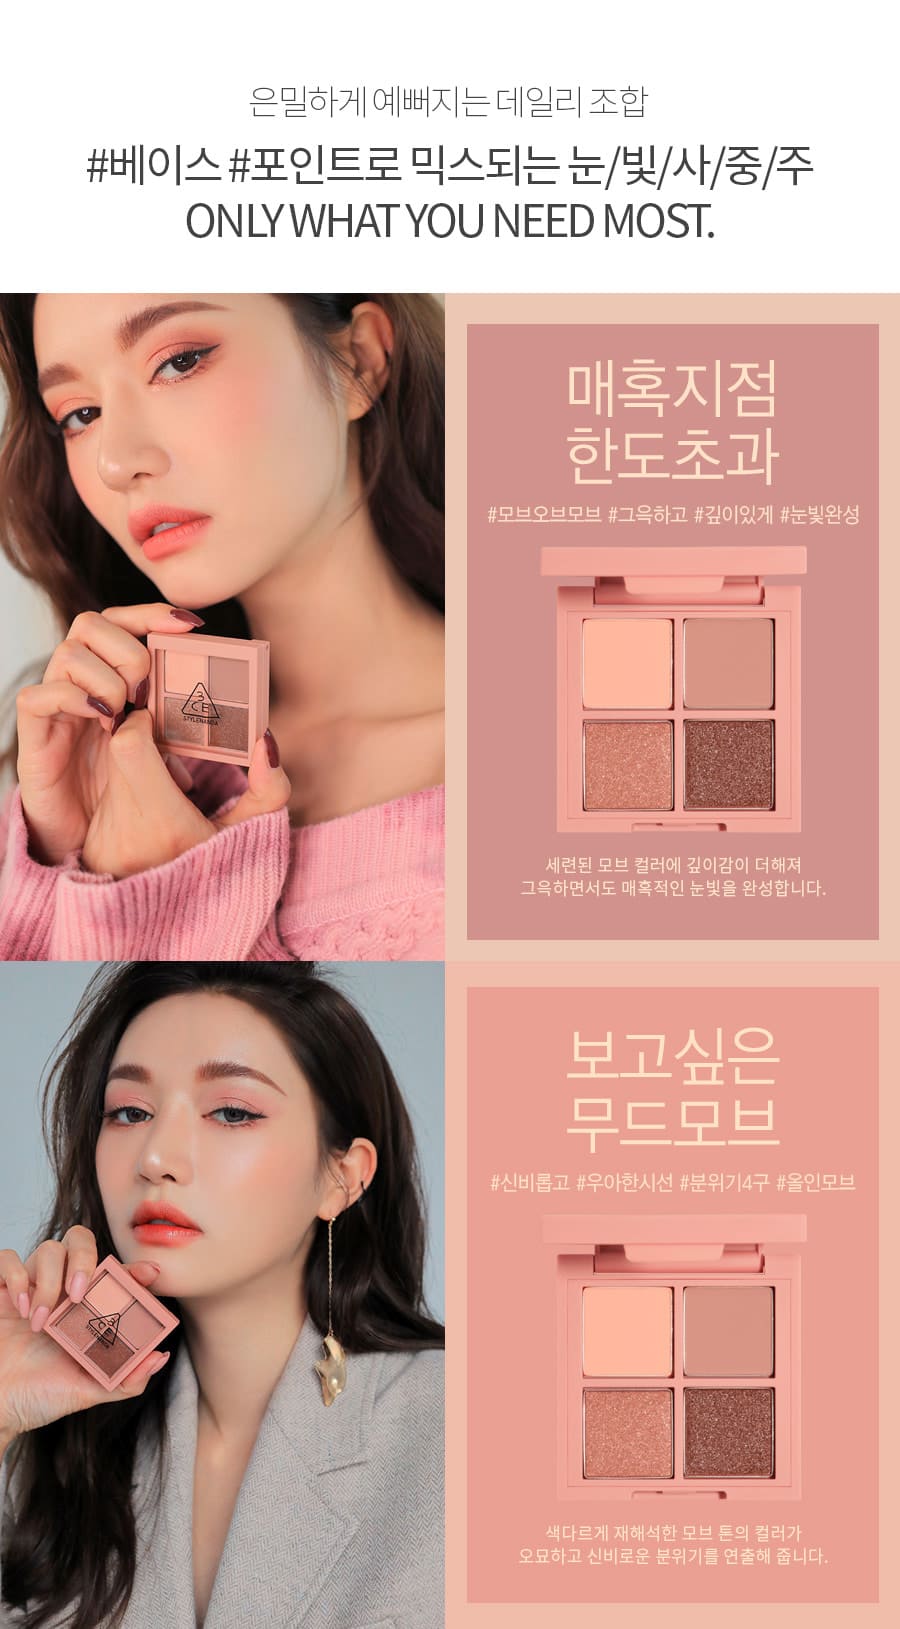 은밀하게 예뻐지는 데일리 조합
#베이스 #포인트로 믹스되는 눈/빛/사/중/주
ONLY WHAT YOU NEED MOST.
매혹지점
한도초과
#모브오브모브 #그윽하고 #깊이있게 #눈빛완성
3
CE
STYLENANDA
세련된 모브 컬러에 깊이감이 더해져
그윽하면서도 매혹적인 눈빛을 완성합니다.
보고싶은
무드모브
#신비롭고 #우아한시선 #분위기4구 #올인모브
3
CE
STYLENANDA
색다르게 재해석한 모브 톤의 컬러가
오묘하고 신비로운 분위기를 연출해 줍니다.